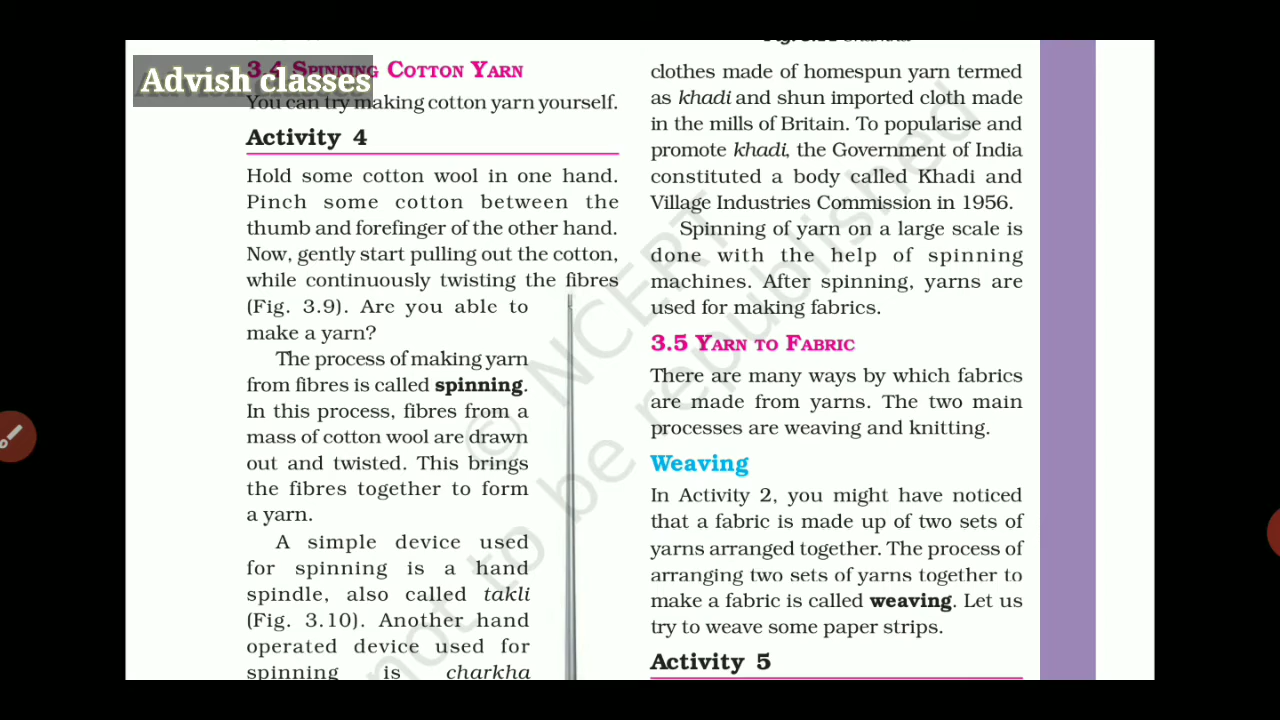 Advish classes
3.4 Spinning Cotton Yarn
You can try making cotton yarn yourself.
Activity 4
Hold some cotton wool in one hand.
Pinch some cotton between the
thumb and forefinger of the other hand.
Now, gently start pulling out the cotton,
while continuously twisting the fibres
(Fig. 3.9). Are you able to
make a yarn?
The process of making yarn
from fibres is called spinning.
In this process, fibres from a
mass of cotton wool are drawn
out and twisted. This brings
the fibres together to form
a yarn.
A simple device used
for spinning is a hand
spindle, also called takli
(Fig. 3.10). Another hand
operated device used for
spinning is charkha
clothes made of homespun yarn termed
as khadi and shun imported cloth made
in the mills of Britain. To popularise and
promote khadi, the Government of India
constituted a body called Khadi and
Village Industries Commission in 1956.
Spinning of yarn on a large scale is
done with the help of spinning
machines. After spinning, yarns are
used for making fabrics.
3.5 Yarn to Fabric
There are many ways by which fabrics
are made from yarns. The two main
processes are weaving and knitting.
Weaving
In Activity 2, you might have noticed
that a fabric is made up of two sets of
yarns arranged together. The process of
arranging two sets of yarns together to
make a fabric is called weaving. Let us
try to weave some paper strips.
Activity 5
© NCERT
not to be republished